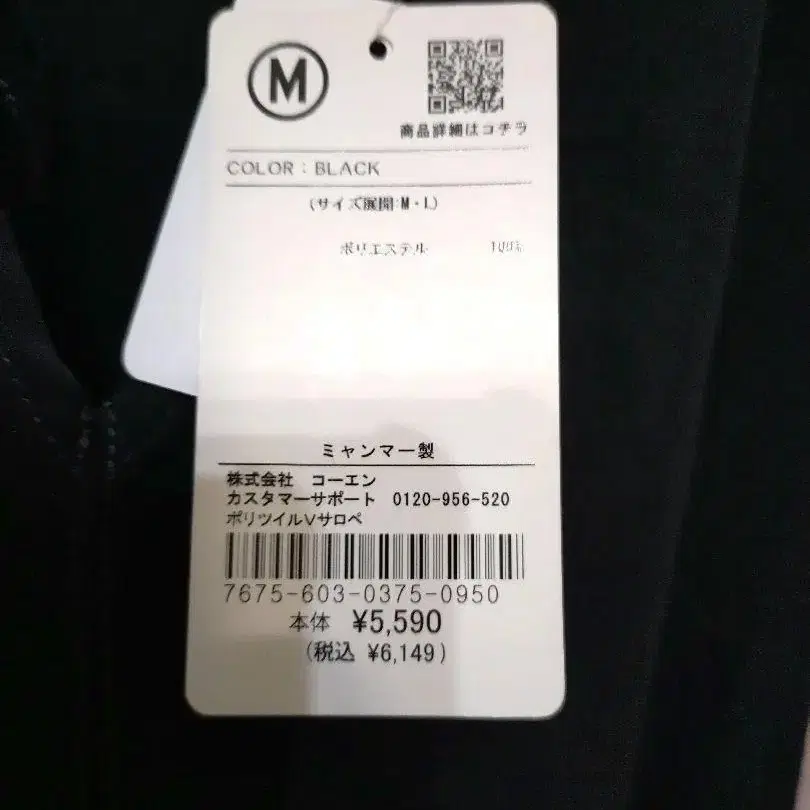 M
商品詳細はコチラ
COLOR : BLACK
(サイズ展開:M・L)
ポリエステル 100%
ミャンマー製
株式会社 コーエン
カスタマーサポート 0120-956-520
ポリツイルVサロペ
7675-603-0375-0950
本体 ¥5,590
(税込 ¥6,149)